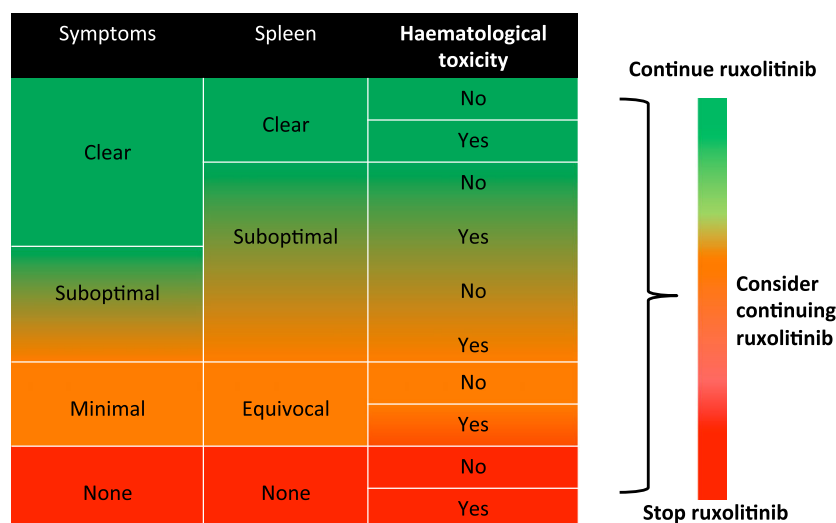 Symptoms
Spleen
Haematological
toxicity
Clear
Clear
No
Yes
Suboptimal
Suboptimal
No
Yes
No
Yes
Minimal
Equivocal
No
Yes
None
None
No
Yes
Continue ruxolitinib
Consider
continuing
ruxolitinib
Stop ruxolitinib